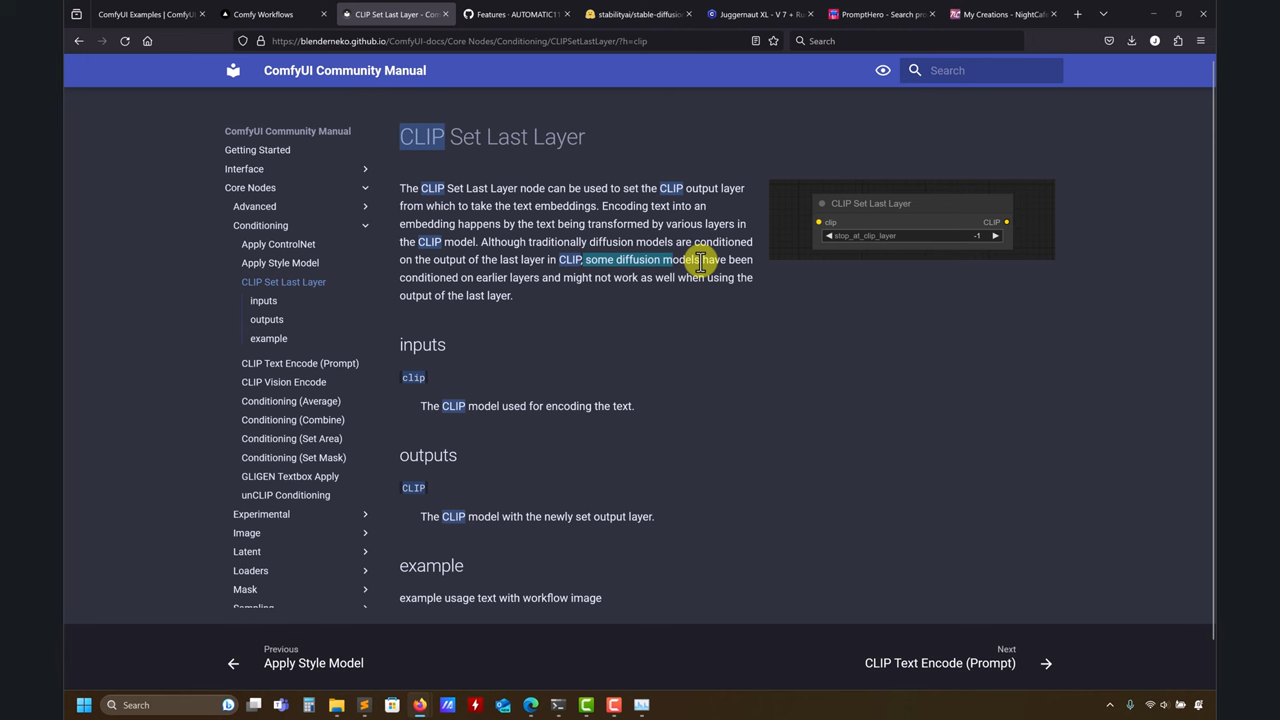 ComfyUI Examples | ComfyUI
Comfy Workflows
CLIP Set Last Layer - Com
Features · AUTOMATIC11
stabilityai/stable-diffusion
Juggernaut XL - V 7 + Ru
PromptHero - Search pro
My Creations - NightCafe
https://blenderneko.github.io/ComfyUI-docs/Core Nodes/Conditioning/CLIPSetLastLayer/?h=clip
Search
ComfyUI Community Manual
Search
ComfyUI Community Manual
Getting Started
Interface
Core Nodes
Advanced
Conditioning
Apply ControlNet
Apply Style Model
CLIP Set Last Layer
inputs
outputs
example
CLIP Text Encode (Prompt)
CLIP Vision Encode
Conditioning (Average)
Conditioning (Combine)
Conditioning (Set Area)
Conditioning (Set Mask)
GLIGEN Textbox Apply
unCLIP Conditioning
Experimental
Image
Latent
Loaders
Mask
Sampling
CLIP Set Last Layer
The CLIP Set Last Layer node can be used to set the CLIP output layer
from which to take the text embeddings. Encoding text into an
embedding happens by the text being transformed by various layers in
the CLIP model. Although traditionally diffusion models are conditioned
on the output of the last layer in CLIP, some diffusion models have been
conditioned on earlier layers and might not work as well when using the
output of the last layer.
CLIP Set Last Layer
clip CLIP
stop_at_clip_layer -1
inputs
clip
The CLIP model used for encoding the text.
outputs
CLIP
The CLIP model with the newly set output layer.
example
example usage text with workflow image
Previous
Apply Style Model
Next
CLIP Text Encode (Prompt)
Search